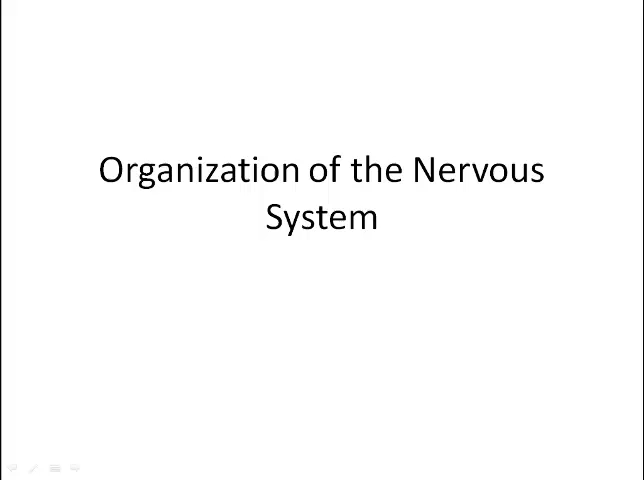 Organization of the Nervous
System